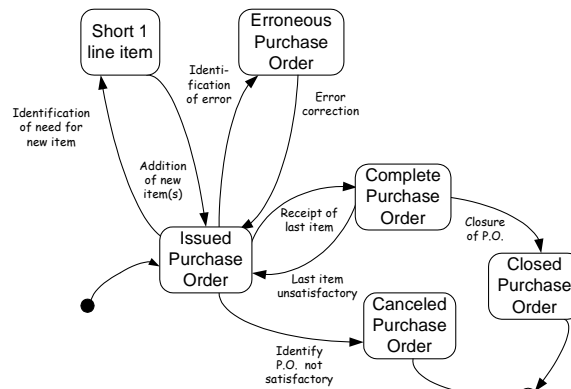 Short 1
line item
Erroneous
Purchase
Order
Identi-
fication
of error
Error
correction
Identification
of need for
new item
Addition
of new
item(s)
Complete
Purchase
Order
Receipt of
last item
Closure
of P.O.
Issued
Purchase
Order
Last item
unsatisfactory
Closed
Purchase
Order
Canceled
Purchase
Order
Identify
P.O. not
satisfactory